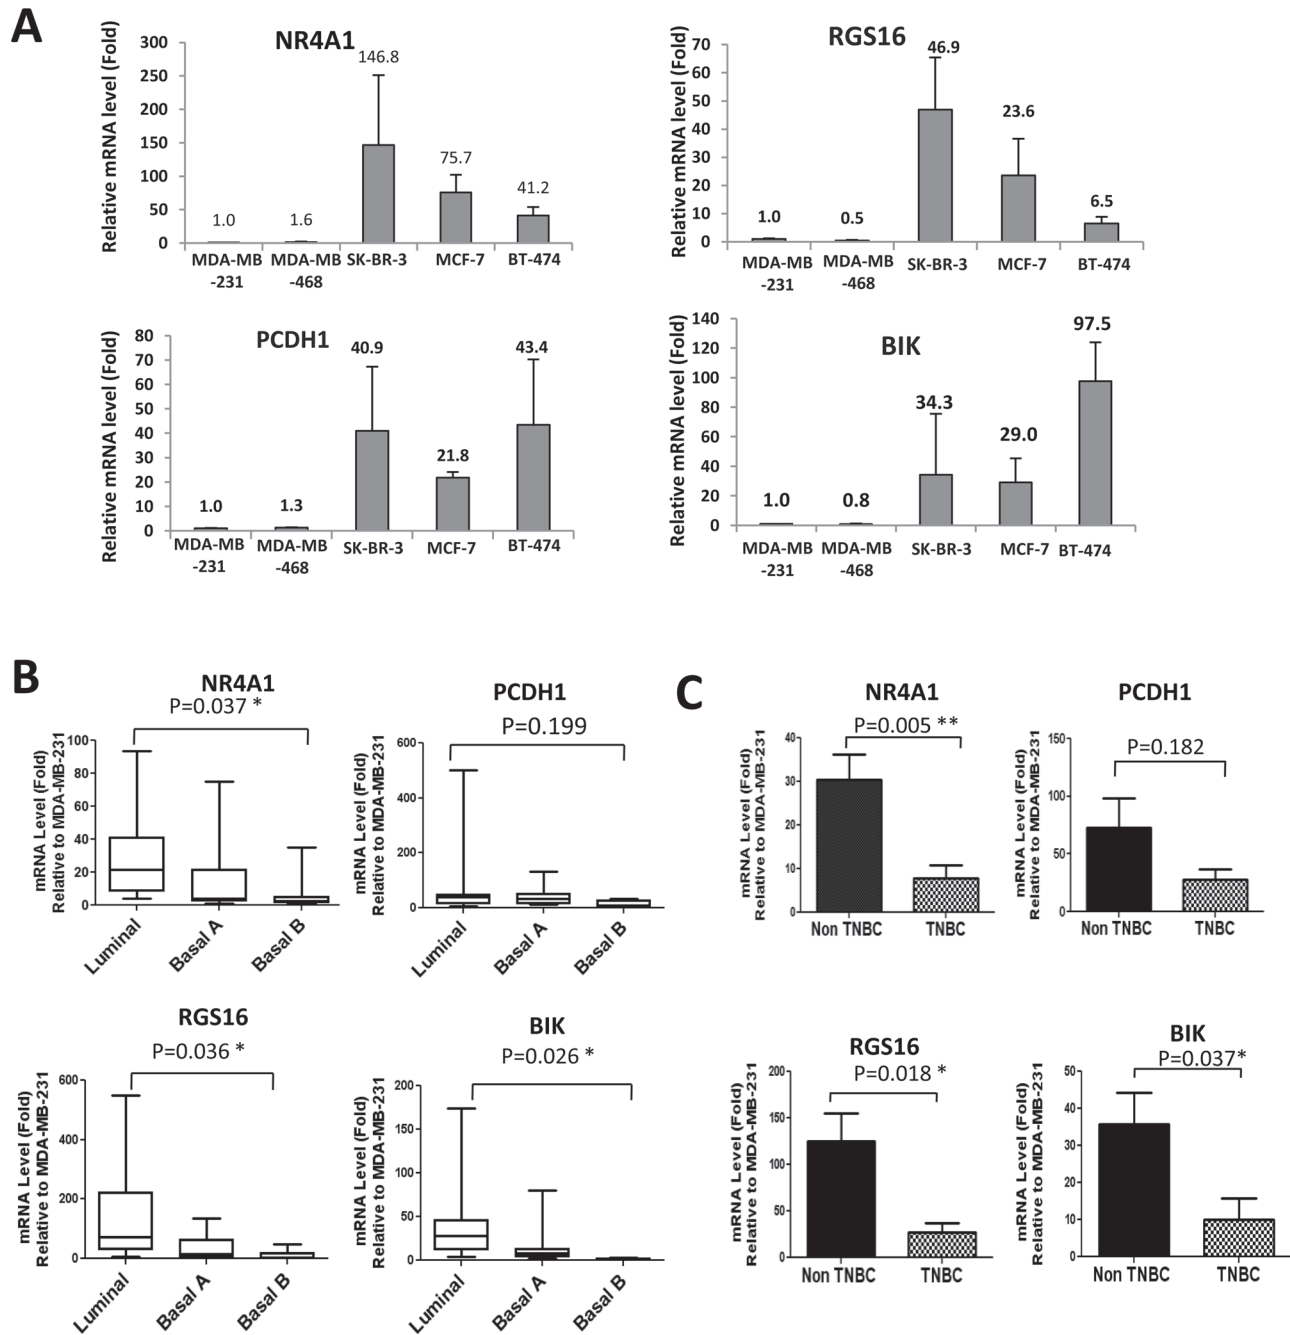 A
NR4A1
Relative mRNA level (Fold)
300
250
200
150
100
50
0
1.0
1.6
146.8
75.7
41.2
MDA-MB
-231
MDA-MB
-468
SK-BR-3
MCF-7
BT-474
RGS16
Relative mRNA level (Fold)
70
60
50
40
30
20
10
0
1.0
0.5
46.9
23.6
6.5
MDA-MB
-231
MDA-MB
-468
SK-BR-3
MCF-7
BT-474
PCDH1
Relative mRNA level (Fold)
80
70
60
50
40
30
20
10
0
1.0
1.3
40.9
21.8
43.4
MDA-MB
-231
MDA-MB
-468
SK-BR-3
MCF-7
BT-474
BIK
Relative mRNA level (Fold)
140
120
100
80
60
40
20
0
1.0
0.8
34.3
29.0
97.5
MDA-MB
-231
MDA-MB
-468
SK-BR-3
MCF-7
BT-474
B
NR4A1
P=0.037 *
mRNA Level (Fold)
Relative to MDA-MB-231
100
80
60
40
20
0
Luminal
Basal A
Basal B
PCDH1
P=0.199
mRNA Level (Fold)
Relative to MDA-MB-231
600
400
200
0
Luminal
Basal A
Basal B
RGS16
P=0.036 *
mRNA Level (Fold)
Relative to MDA-MB-231
600
400
200
0
Luminal
Basal A
Basal B
BIK
P=0.026 *
mRNA Level (Fold)
Relative to MDA-MB-231
200
150
100
50
0
Luminal
Basal A
Basal B
C
NR4A1
P=0.005 **
mRNA Level (Fold)
Relative to MDA-MB-231
40
30
20
10
0
Non TNBC
TNBC
PCDH1
P=0.182
mRNA Level (Fold)
Relative to MDA-MB-231
150
100
50
0
Non TNBC
TNBC
RGS16
P=0.018 *
mRNA Level (Fold)
Relative to MDA-MB-231
200
150
100
50
0
Non TNBC
TNBC
BIK
P=0.037*
mRNA Level (Fold)
Relative to MDA-MB-231
50
40
30
20
10
0
Non TNBC
TNBC